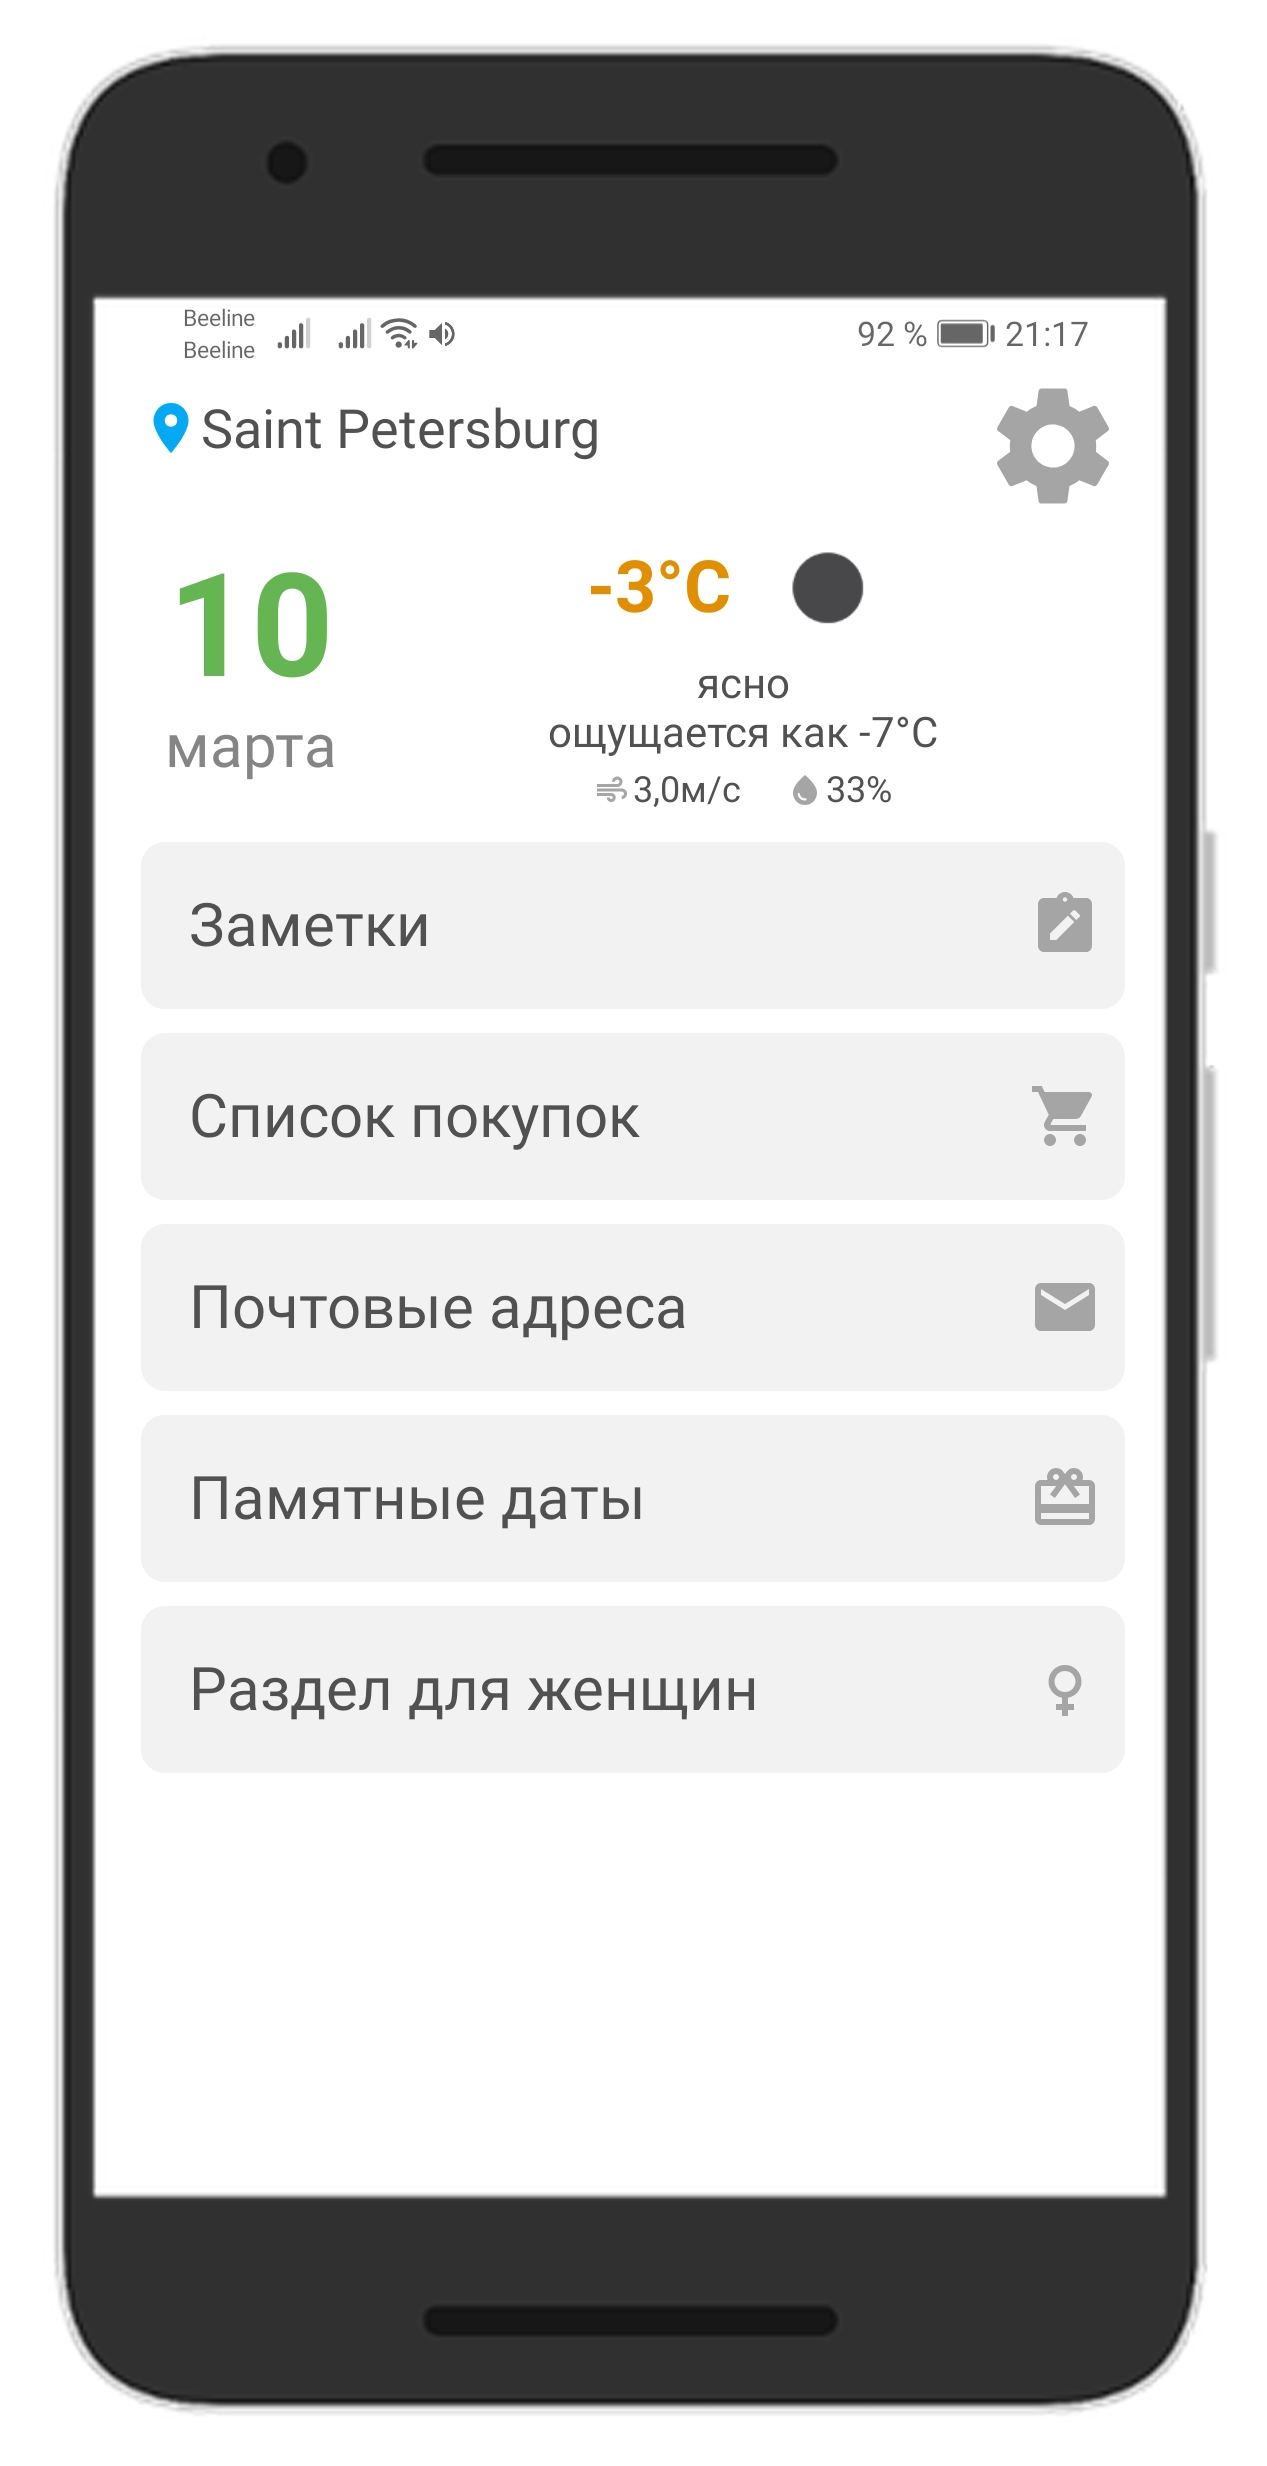 Beeline
Beeline
92 % 21:17
Saint Petersburg
10
марта
-3°C
ясно
ощущается как -7°C
3,0м/с 33%
Заметки
Список покупок
Почтовые адреса
Памятные даты
Раздел для женщин